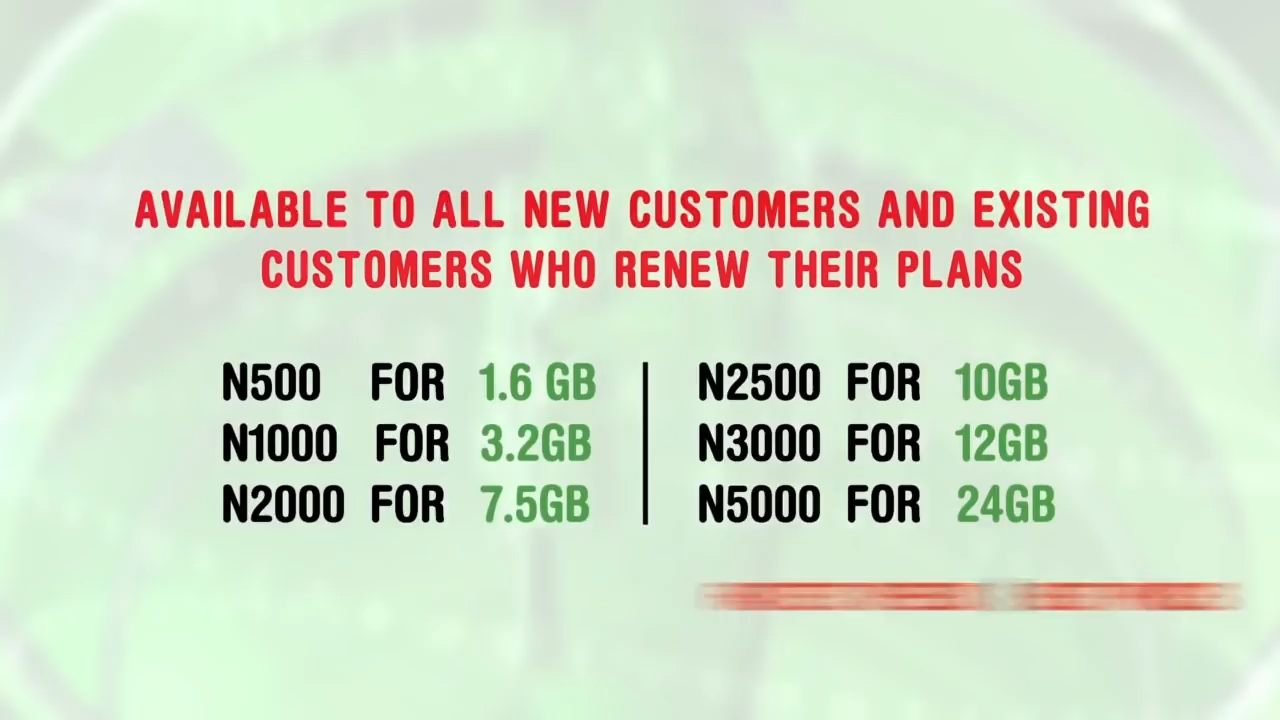 AVAILABLE TO ALL NEW CUSTOMERS AND EXISTING
CUSTOMERS WHO RENEW THEIR PLANS
N500 FOR 1.6 GB
N1000 FOR 3.2GB
N2000 FOR 7.5GB
N2500 FOR 10GB
N3000 FOR 12GB
N5000 FOR 24GB